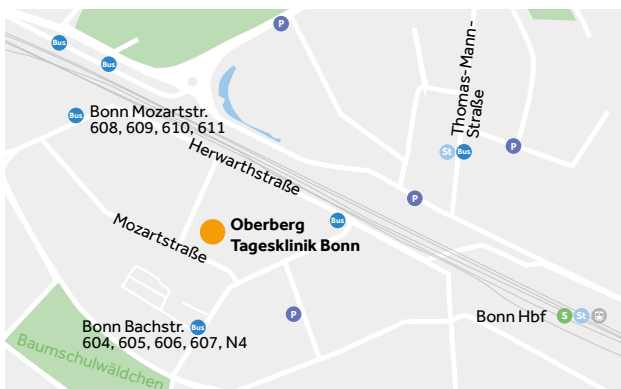 P
Bus
Bus
Bus
Bonn Mozartstr.
608, 609, 610, 611
Thomas-Mann-
Straße
St
Bus
P
Herwarthstraße
P
Mozartstraße
Oberberg
Tagesklinik Bonn
Bus
P
Bonn Hbf
S
St
Bonn Bachstr.
604, 605, 606, 607, N4
Bus
Baumschulwäldchen